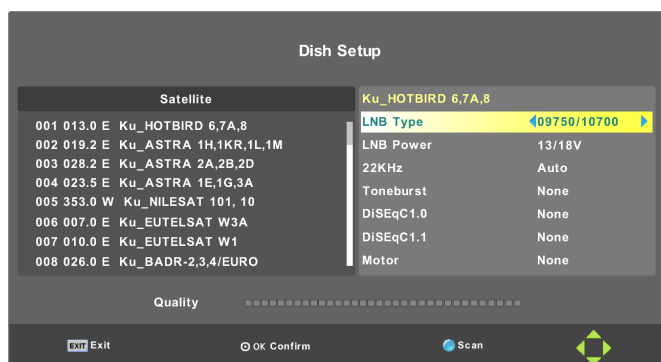 Dish Setup
Satellite
001 013.0 E Ku_HOTBIRD 6,7A,8
002 019.2 E Ku_ASTRA 1H,1KR,1L,1M
003 028.2 E Ku_ASTRA 2A,2B,2D
004 023.5 E Ku_ASTRA 1E,1G,3A
005 353.0 W Ku_NILESAT 101, 10
006 007.0 E Ku_EUTELSAT W3A
007 010.0 E Ku_EUTELSAT W1
008 026.0 E Ku_BADR-2,3,4/EURO
Ku_HOTBIRD 6,7A,8
LNB Type 09750/10700
LNB Power 13/18V
22KHz Auto
Toneburst None
DiSEqC1.0 None
DiSEqC1.1 None
Motor None
Quality
EXIT Exit
OK Confirm
Scan